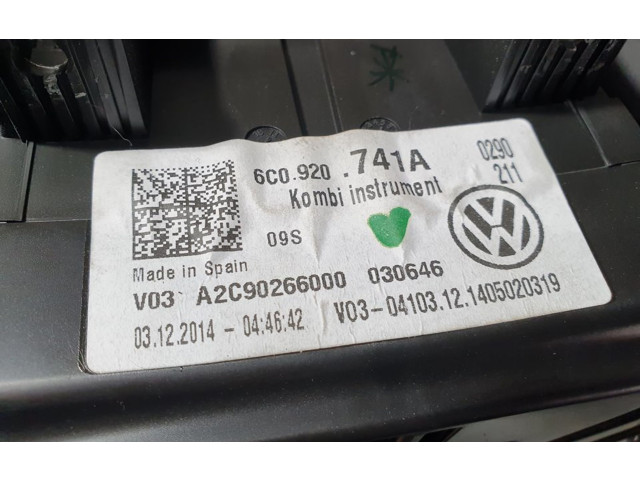 6C0.920 .741A 0290
Kombi instrument 211
09S
Made in Spain
V03 A2C90266000 030646
03.12.2014 - 04:46:42 V03-04103.12.1405020319